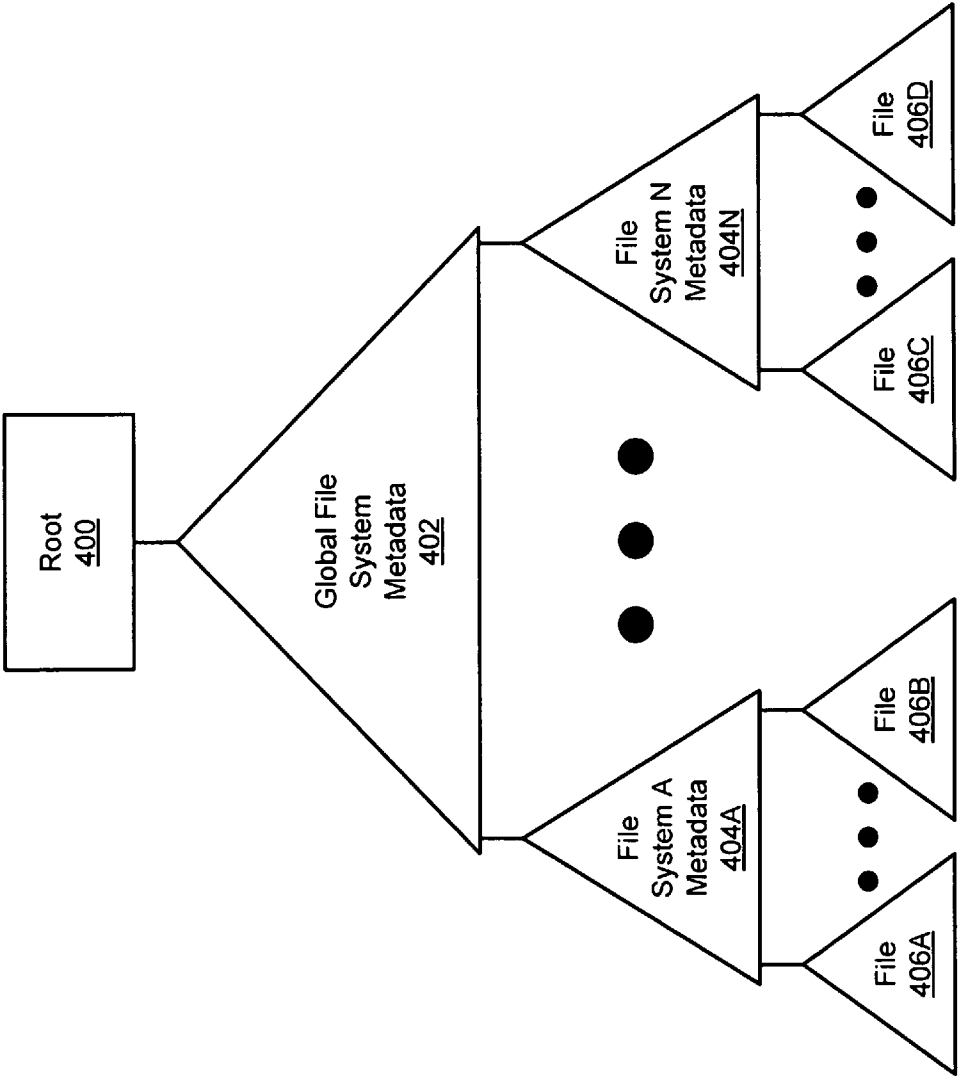 Root
400
Global File
System
Metadata
402
File
System A
Metadata
404A
File
System N
Metadata
404N
File
406A
File
406B
File
406C
File
406D